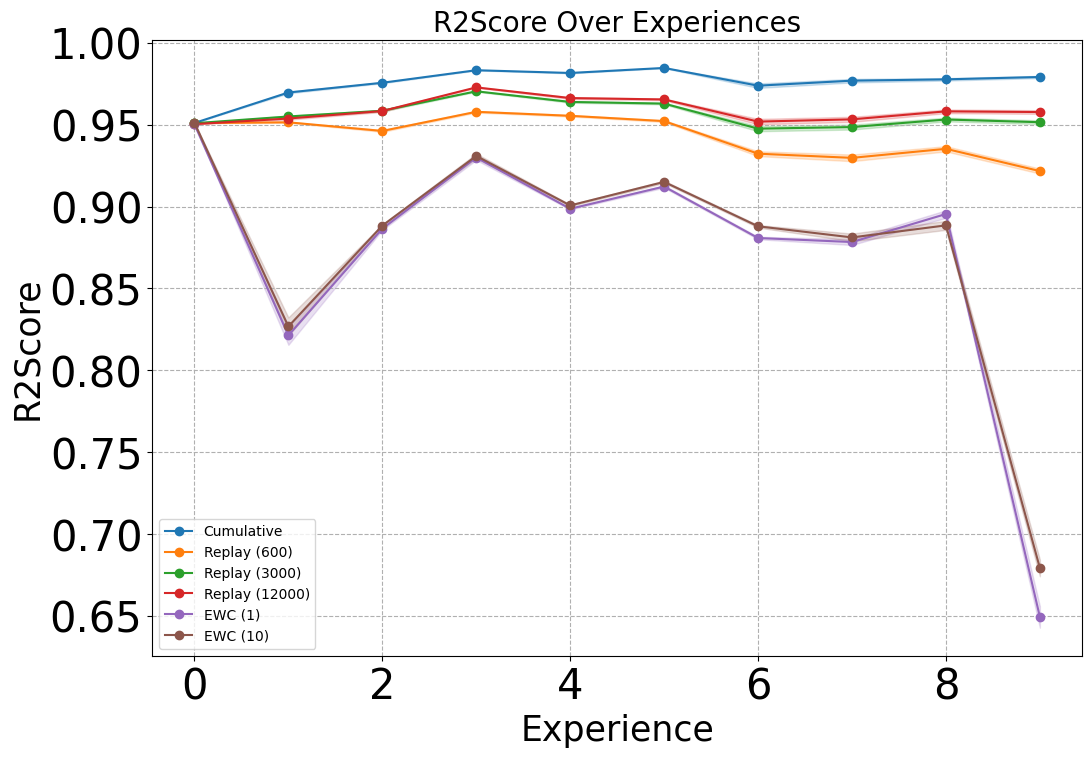 R2Score Over Experiences
R2Score
1.00
0.95
0.90
0.85
0.80
0.75
0.70
0.65
Cumulative
Replay (600)
Replay (3000)
Replay (12000)
EWC (1)
EWC (10)
0 2 4 6 8
Experience